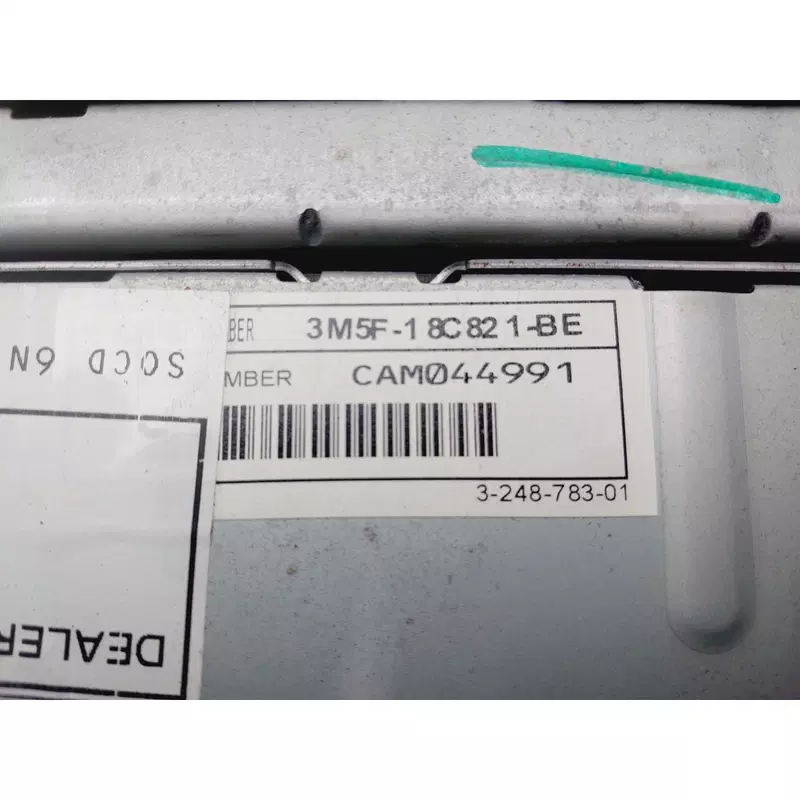 BER 3M5F-18C821-BE
MBER CAM044991
3-248-783-01
SOCD 6N
DEALER